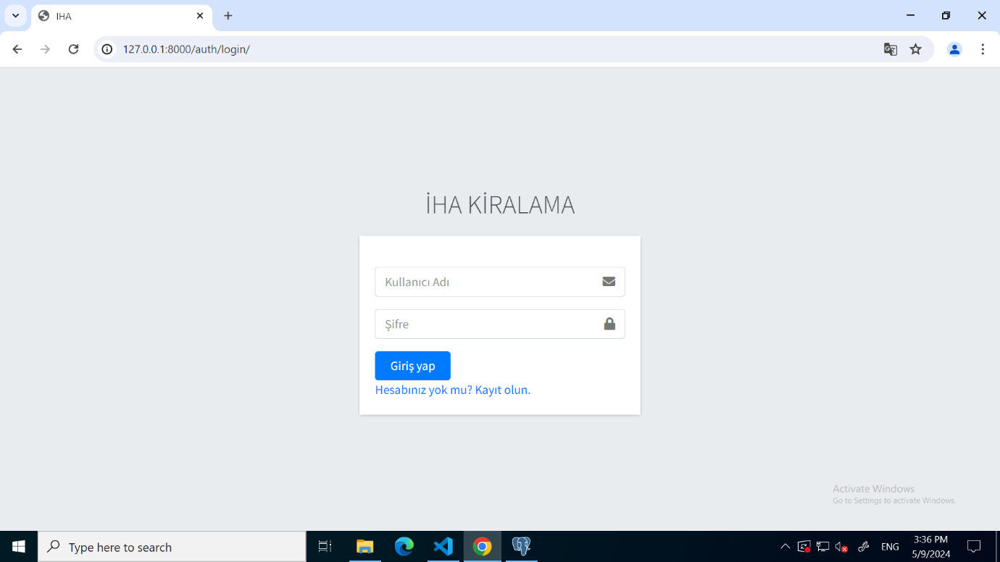 IHA
127.0.0.1:8000/auth/login/
İHA KİRALAMA
Kullanıcı Adı
Şifre
Giriş yap
Hesabınız yok mu? Kayıt olun.
Activate Windows
Go to Settings to activate Windows.
Type here to search
ENG
3:36 PM
5/9/2024